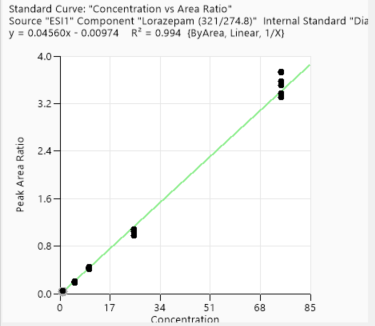 Standard Curve: "Concentration vs Area Ratio"
Source "ESI1" Component "Lorazepam (321/274.8)" Internal Standard "Dia
y = 0.04560x - 0.00974 R² = 0.994 {ByArea, Linear, 1/X}
4.0
3.2
2.4
1.6
0.8
0.0
Peak Area Ratio
0 17 34 51 68 85
Concentration